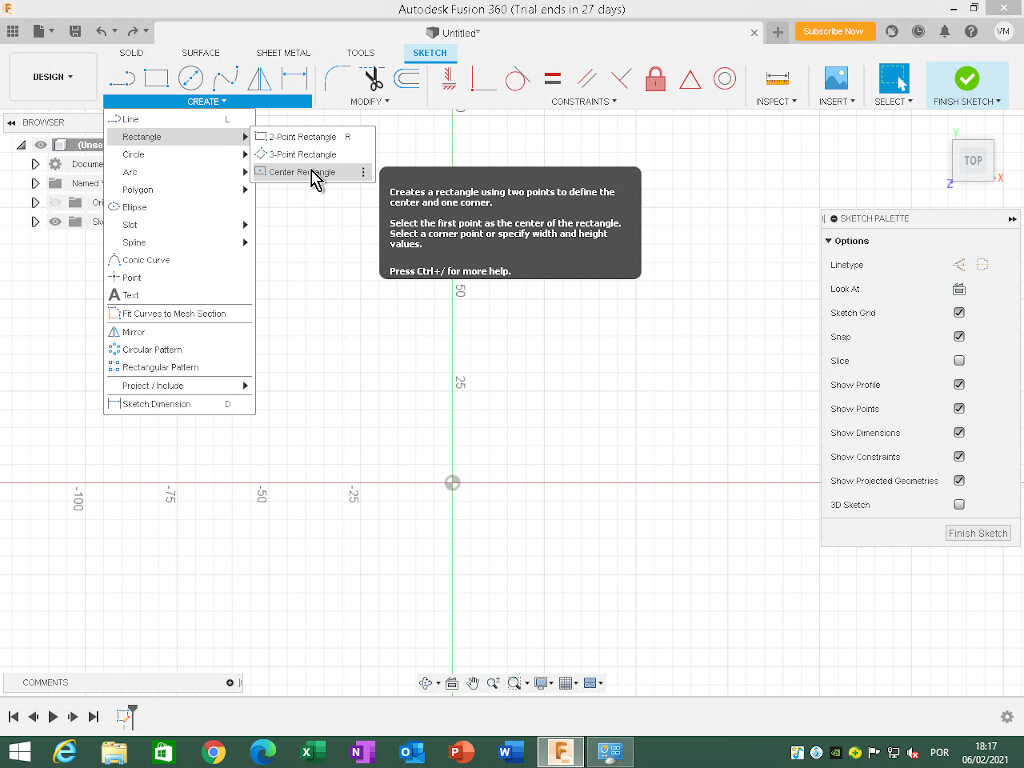 Autodesk Fusion 360 (Trial ends in 27 days)
Untitled*
Subscribe Now
VM
DESIGN
SOLID
SURFACE
SHEET METAL
TOOLS
SKETCH
CREATE
MODIFY
CONSTRAINTS
INSPECT
INSERT
SELECT
FINISH SKETCH
BROWSER
(Unse
Docume
Named
Ori
Ske
Line L
Rectangle
Circle
Arc
Polygon
Ellipse
Slot
Spline
Conic Curve
Point
Text
Fit Curves to Mesh Section
Mirror
Circular Pattern
Rectangular Pattern
Project / Include
Sketch Dimension D
2-Point Rectangle R
3-Point Rectangle
Center Rectangle
Creates a rectangle using two points to define the
center and one corner.
Select the first point as the center of the rectangle.
Select a corner point or specify width and height
values.
Press Ctrl+/ for more help.
50
25
-100
-75
-50
-25
Y
TOP
X
Z
SKETCH PALETTE
Options
Linetype
Look At
Sketch Grid
Snap
Slice
Show Profile
Show Points
Show Dimensions
Show Constraints
Show Projected Geometries
3D Sketch
Finish Sketch
COMMENTS
POR
18:17
06/02/2021